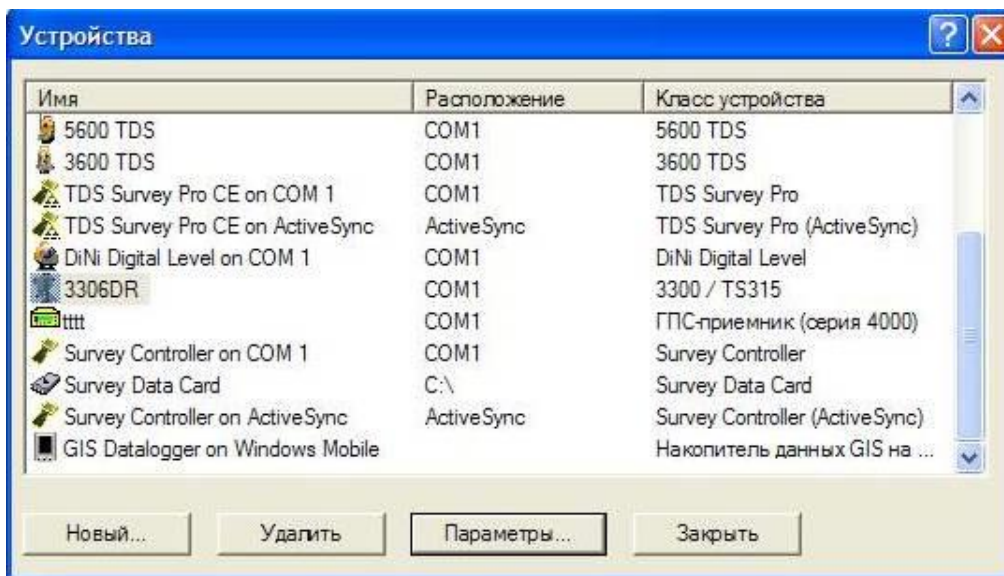 Устройства
Имя Расположение Класс устройства
5600 TDS COM1 5600 TDS
3600 TDS COM1 3600 TDS
TDS Survey Pro CE on COM 1 COM1 TDS Survey Pro
TDS Survey Pro CE on ActiveSync ActiveSync TDS Survey Pro (ActiveSync)
DiNi Digital Level on COM 1 COM1 DiNi Digital Level
3306DR COM1 3300 / TS315
tttt COM1 ГПС-приемник (серия 4000)
Survey Controller on COM 1 COM1 Survey Controller
Survey Data Card C:\ Survey Data Card
Survey Controller on ActiveSync ActiveSync Survey Controller (ActiveSync)
GIS Datalogger on Windows Mobile Накопитель данных GIS на ...
Новый... Удалить Параметры... Закрыть